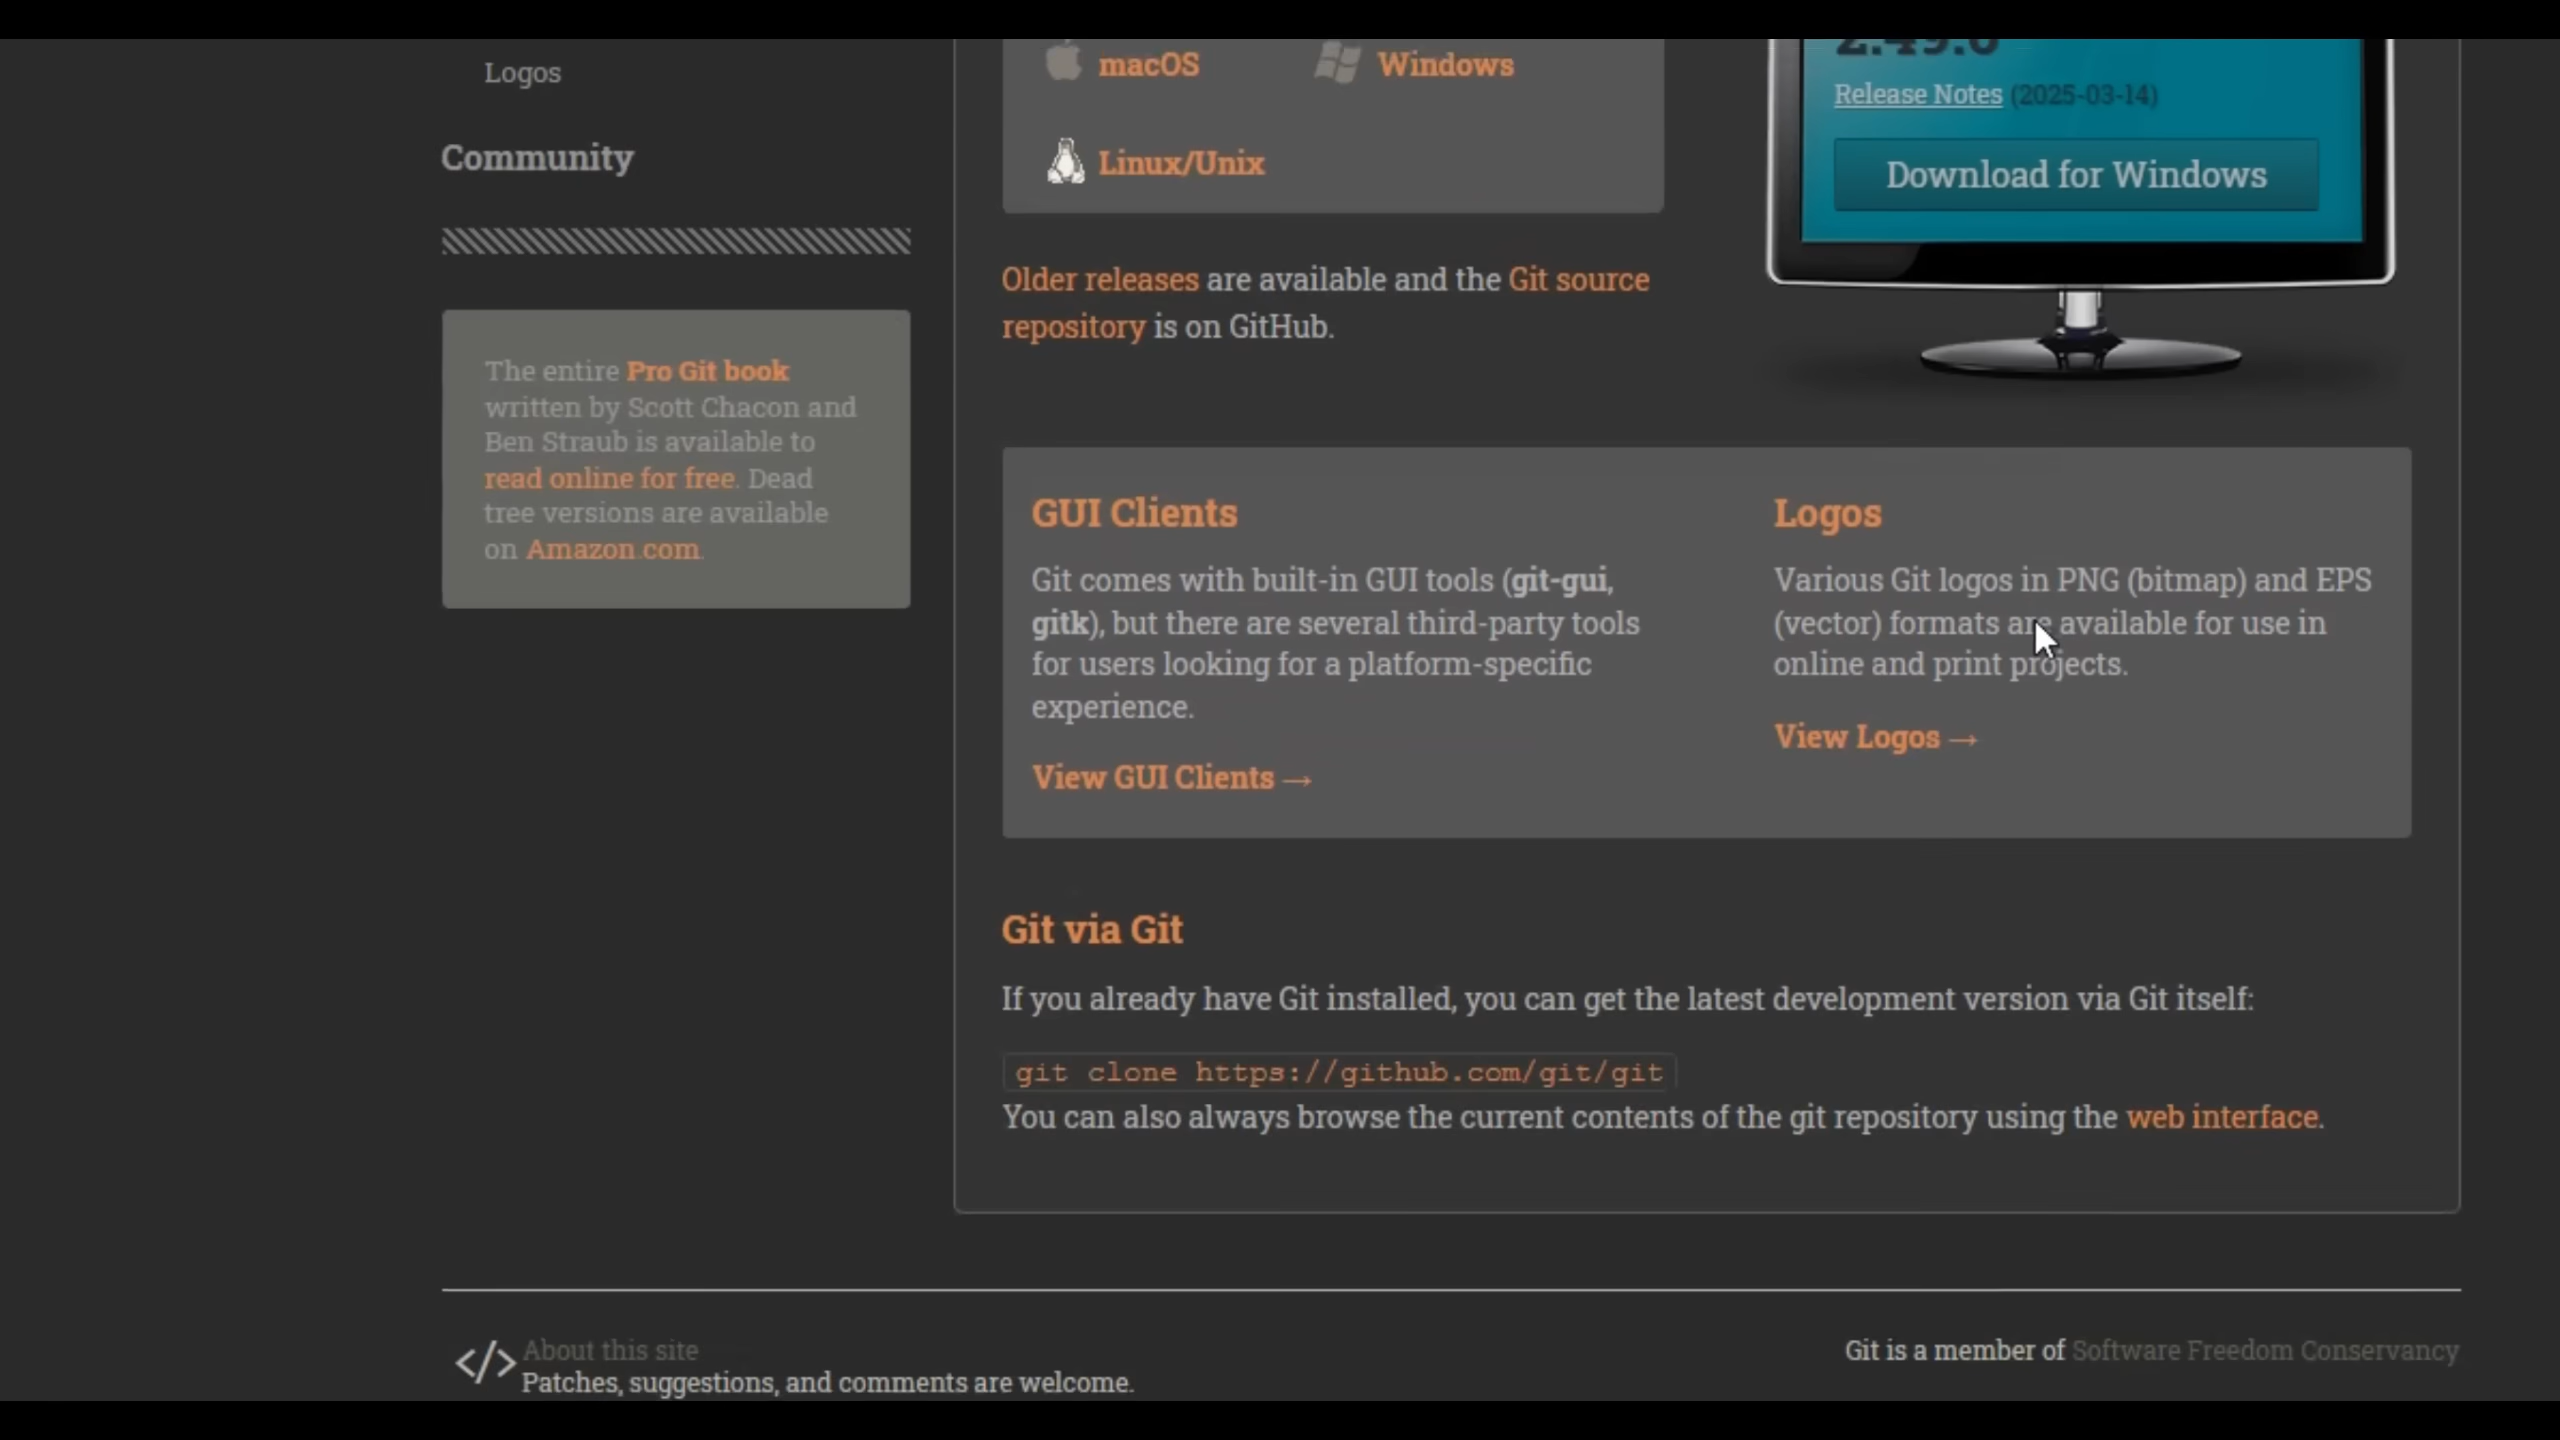 Logos
Community
The entire Pro Git book
written by Scott Chacon and
Ben Straub is available to
read online for free. Dead
tree versions are available
on Amazon.com.
macOS
Windows
Linux/Unix
Older releases are available and the Git source
repository is on GitHub.
2.49.0
Release Notes (2025-03-14)
Download for Windows
GUI Clients
Git comes with built-in GUI tools (git-gui,
gitk), but there are several third-party tools
for users looking for a platform-specific
experience.
View GUI Clients →
Logos
Various Git logos in PNG (bitmap) and EPS
(vector) formats are available for use in
online and print projects.
View Logos →
Git via Git
If you already have Git installed, you can get the latest development version via Git itself:
git clone https://github.com/git/git
You can also always browse the current contents of the git repository using the web interface.
</> About this site
Patches, suggestions, and comments are welcome.
Git is a member of Software Freedom Conservancy